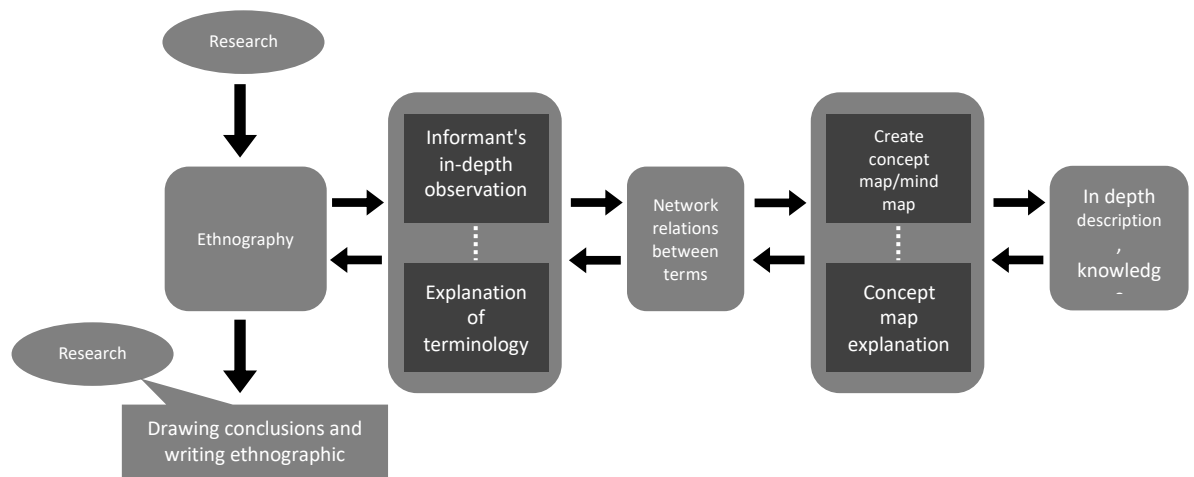 Research
Ethnography
Informant's
in-depth
observation
Explanation
of
terminology
Network
relations
between
terms
Create
concept
map/mind
map
Concept
map
explanation
In depth
description
,
Research
Drawing conclusions and
writing ethnographic